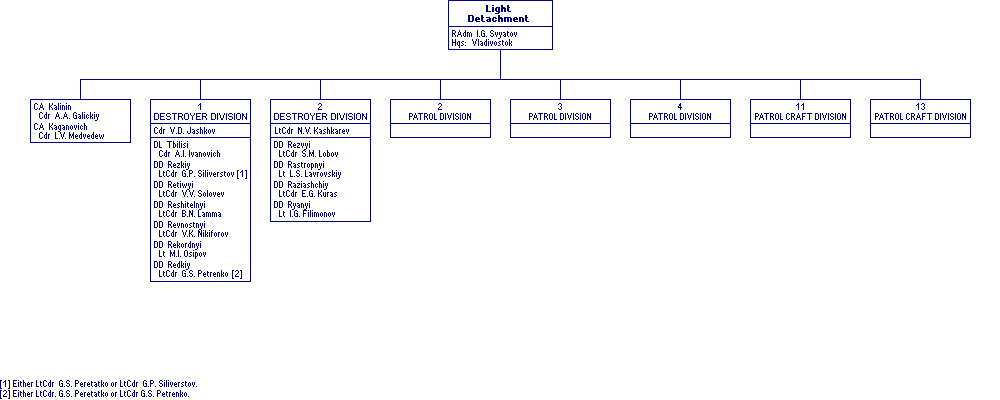 Light
Detachment
RAdm I.G. Svyatov
Hqs: Vladivostok
CA Kalinin
Cdr A.A. Galickiy
CA Kaganovich
Cdr L.V. Medvedew
1
DESTROYER DIVISION
Cdr V.D. Jashkov
DL Tbilisi
Cdr A.I. Ivanovich
DD Rezkiy
LtCdr G.P. Siliverstov [1]
DD Retiwyi
LtCdr V.V. Solovev
DD Reshitelnyi
LtCdr B.N. Lamma
DD Revnostnyi
LtCdr V.K. Nikiforov
DD Rekordnyi
Lt M.I. Osipov
DD Redkiy
LtCdr G.S. Petrenko [2]
2
DESTROYER DIVISION
LtCdr N.V. Kashkarev
DD Rezvyi
LtCdr S.M. Lobov
DD Rastropnyi
Lt L.S. Lavrovskiy
DD Raziashchiy
LtCdr E.G. Kuras
DD Ryanyi
Lt I.G. Filimonov
2
PATROL DIVISION
3
PATROL DIVISION
4
PATROL DIVISION
11
PATROL CRAFT DIVISION
13
PATROL CRAFT DIVISION
[1] Either LtCdr G.S. Peretatko or LtCdr G.P. Siliverstov.
[2] Either LtCdr. G.S. Peretatko or LtCdr G.S. Petrenko.